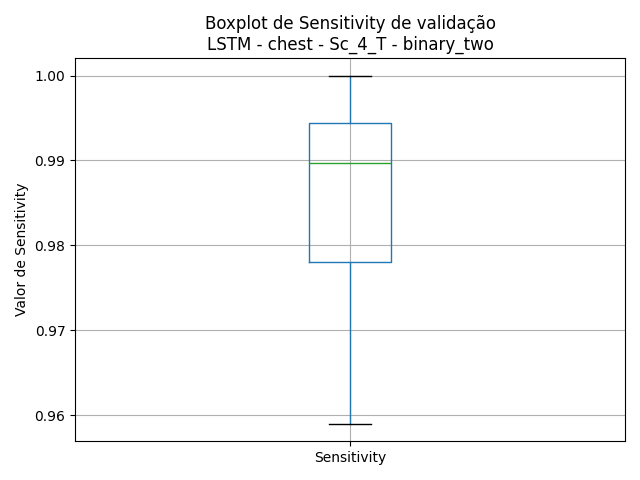 Boxplot de Sensitivity de validação
LSTM - chest - Sc_4_T - binary_two
1.00
0.99
0.98
0.97
0.96
Valor de Sensitivity
Sensitivity